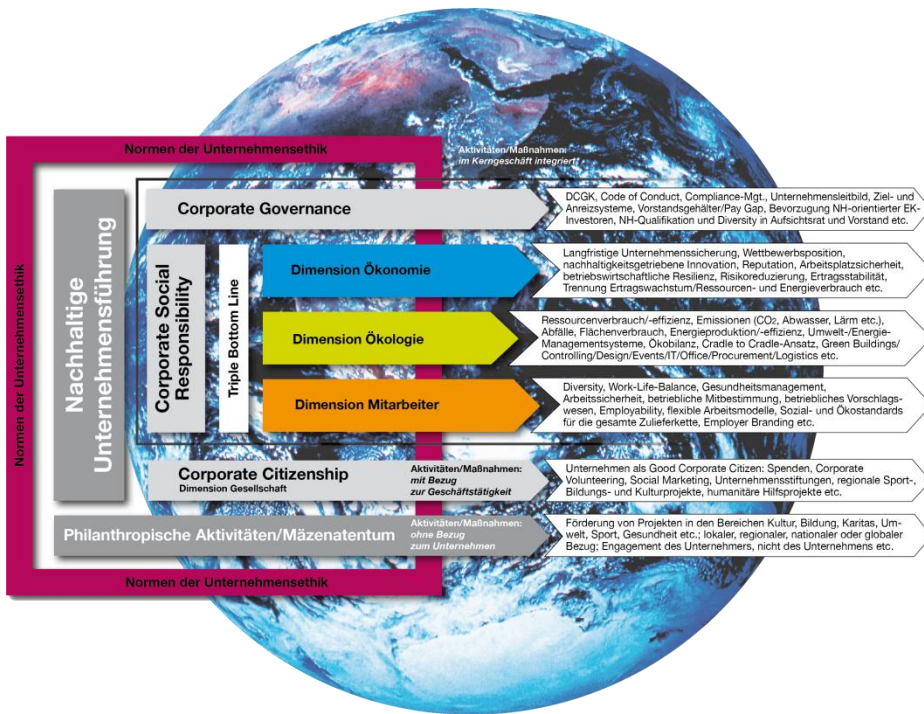 Normen der Unternehmensethik
Aktivitäten/Maßnahmen:
im Kerngeschäft integriert!
Normen der Unternehmensethik
Nachhaltige
Unternehmensführung
Corporate Governance
DCGK, Code of Conduct, Compliance-Mgt., Unternehmensleitbild, Ziel- und
Anreizsysteme, Vorstandsgehälter/Pay Gap, Bevorzugung NH-orientierter EK-
Investoren, NH-Qualifikation und Diversity in Aufsichtsrat und Vorstand etc.
Corporate Social
Responsibility
Triple Bottom Line
Dimension Ökonomie
Langfristige Unternehmenssicherung, Wettbewerbsposition,
nachhaltigkeitsgetriebene Innovation, Reputation, Arbeitsplatzsicherheit,
betriebswirtschaftliche Resilienz, Risikoreduzierung, Ertragsstabilität,
Trennung Ertragswachstum/Ressourcen- und Energieverbrauch etc.
Dimension Ökologie
Ressourcenverbrauch/-effizienz, Emissionen (CO₂, Abwasser, Lärm etc.),
Abfälle, Flächenverbrauch, Energieproduktion/-effizienz, Umwelt-/Energie-
Managementsysteme, Ökobilanz, Cradle to Cradle-Ansatz, Green Buildings/
Controlling/Design/Events/IT/Office/Procurement/Logistics etc.
Dimension Mitarbeiter
Diversity, Work-Life-Balance, Gesundheitsmanagement,
Arbeitssicherheit, betriebliche Mitbestimmung, betriebliches Vorschlags-
wesen, Employability, flexible Arbeitsmodelle, Sozial- und Ökostandards
für die gesamte Zulieferkette, Employer Branding etc.
Corporate Citizenship
Dimension Gesellschaft
Aktivitäten/Maßnahmen:
mit Bezug
zur Geschäftstätigkeit
Unternehmen als Good Corporate Citizen: Spenden, Corporate
Volunteering, Social Marketing, Unternehmensstiftungen, regionale Sport-,
Bildungs- und Kulturprojekte, humanitäre Hilfsprojekte etc.
Philanthropische Aktivitäten/Mäzenatentum
Aktivitäten/Maßnahmen:
ohne Bezug
zum Unternehmen
Förderung von Projekten in den Bereichen Kultur, Bildung, Karitas, Um-
welt, Sport, Gesundheit etc.; lokaler, regionaler, nationaler oder globaler
Bezug; Engagement des Unternehmers, nicht des Unternehmens etc.
Normen der Unternehmensethik